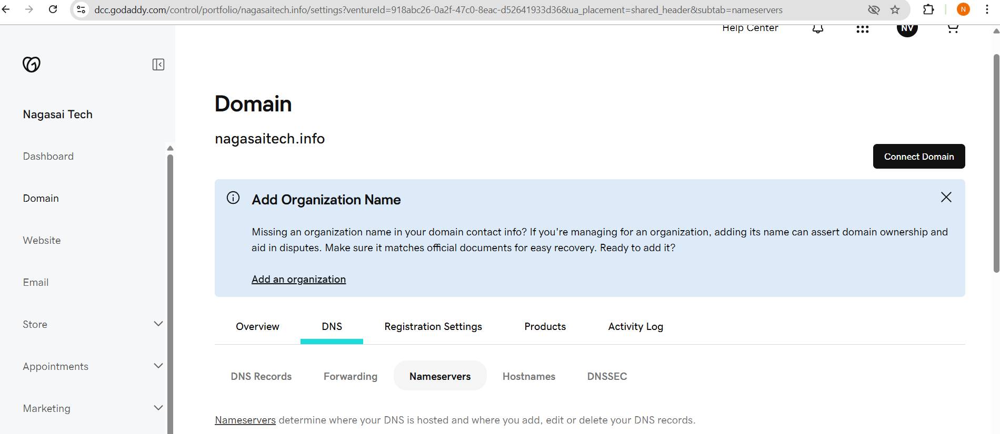 dcc.godaddy.com/control/portfolio/nagasaitech.info/settings?ventureId=918abc26-0a2f-47c0-8eac-d52641933d36&ua_placement=shared_header&subtab=nameservers
N
Help Center
NV
Nagasai Tech
Dashboard
Domain
Website
Email
Store
Appointments
Marketing
Domain
nagasaitech.info
Connect Domain
Add Organization Name
Missing an organization name in your domain contact info? If you're managing for an organization, adding its name can assert domain ownership and
aid in disputes. Make sure it matches official documents for easy recovery. Ready to add it?
Add an organization
Overview DNS Registration Settings Products Activity Log
DNS Records Forwarding Nameservers Hostnames DNSSEC
Nameservers determine where your DNS is hosted and where you add, edit or delete your DNS records.